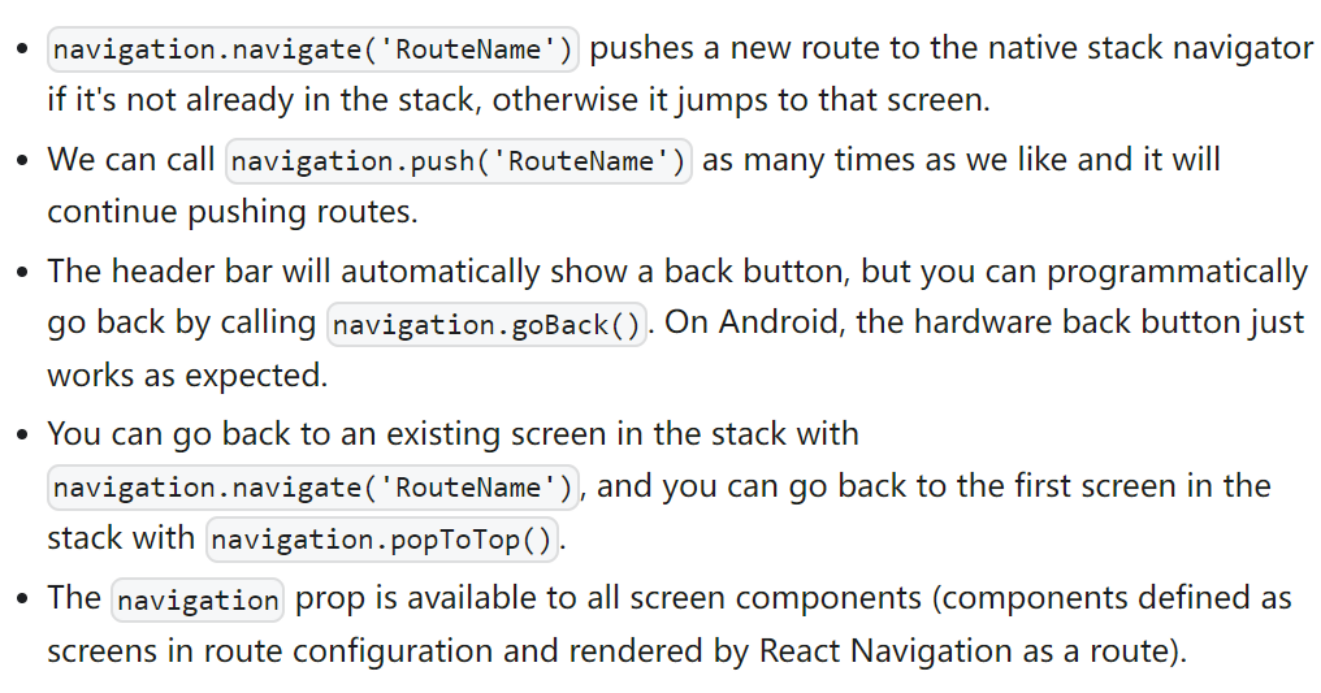 • navigation.navigate('RouteName') pushes a new route to the native stack navigator
if it's not already in the stack, otherwise it jumps to that screen.
• We can call navigation.push('RouteName') as many times as we like and it will
continue pushing routes.
• The header bar will automatically show a back button, but you can programmatically
go back by calling navigation.goBack(). On Android, the hardware back button just
works as expected.
• You can go back to an existing screen in the stack with
navigation.navigate('RouteName'), and you can go back to the first screen in the
stack with navigation.popToTop().
• The navigation prop is available to all screen components (components defined as
screens in route configuration and rendered by React Navigation as a route).